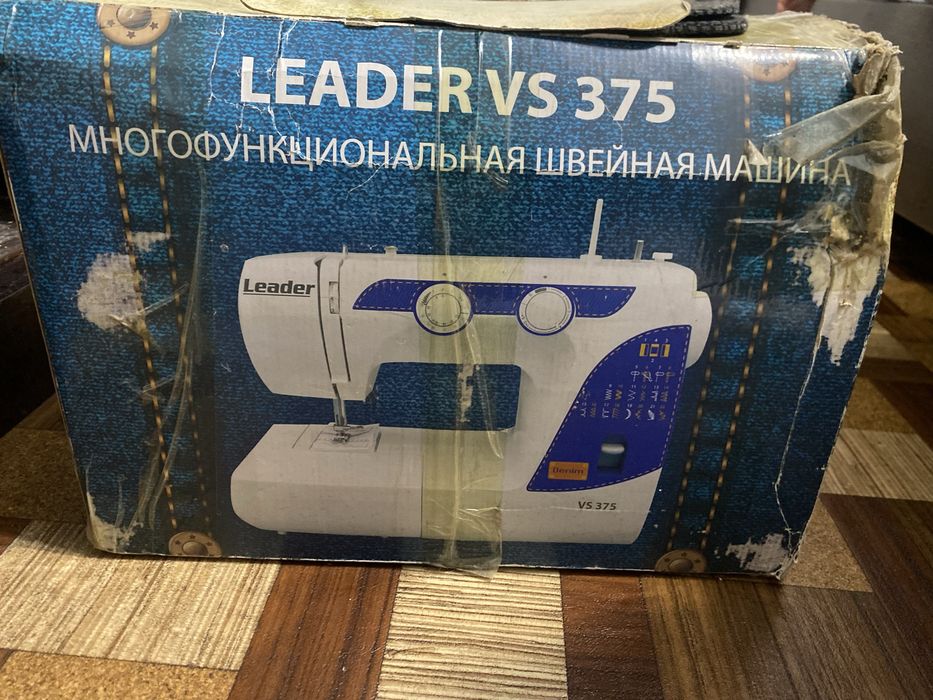 LEADER VS 375
МНОГОФУНКЦИОНАЛЬНАЯ ШВЕЙНАЯ МАШИНА
Leader
Denim
VS 375